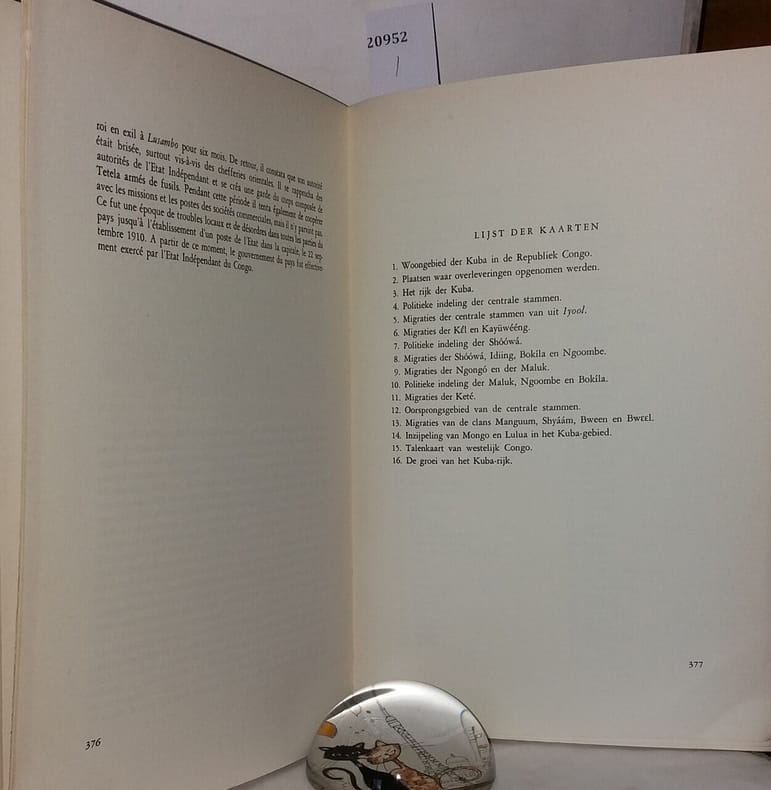 20952
1
roi en exil à Lusambo pour six mois. De retour, il constata que son autorité
était brisée, surtout vis-à-vis des chefferies orientales. Il se rapprocha des
autorités de l'Etat Indépendant et se créa une garde du corps composée de
Tetela armés de fusils. Pendant cette période il tenta également de coopérer
avec les missions et les postes des sociétés commerciales, mais il n'y parvint pas.
Ce fut une époque de troubles locaux et de désordres dans toutes les parties du
pays jusqu'à l'établissement d'un poste de l'Etat dans la capitale, le 22 sep-
tembre 1910. A partir de ce moment, le gouvernement du pays fut effective-
ment exercé par l'Etat Indépendant du Congo.
376
LIJST DER KAARTEN
1. Woongebied der Kuba in de Republiek Congo.
2. Plaatsen waar overleveringen opgenomen werden.
3. Het rijk der Kuba.
4. Politieke indeling der centrale stammen.
5. Migraties der centrale stammen van uit Iyool.
6. Migraties der Kél en Kayüwééng.
7. Politieke indeling der Shóówá.
8. Migraties der Shóówá, Idiing, Bokíla en Ngoombe.
9. Migraties der Ngongó en der Maluk.
10. Politieke indeling der Maluk, Ngoombe en Bokíla.
11. Migraties der Keté.
12. Oorsprongsgebied van de centrale stammen.
13. Migraties van de clans Manguum, Shyáám, Bween en Bwɛɛl.
14. Inzijpeling van Mongo en Lulua in het Kuba-gebied.
15. Talenkaart van westelijk Congo.
16. De groei van het Kuba-rijk.
377